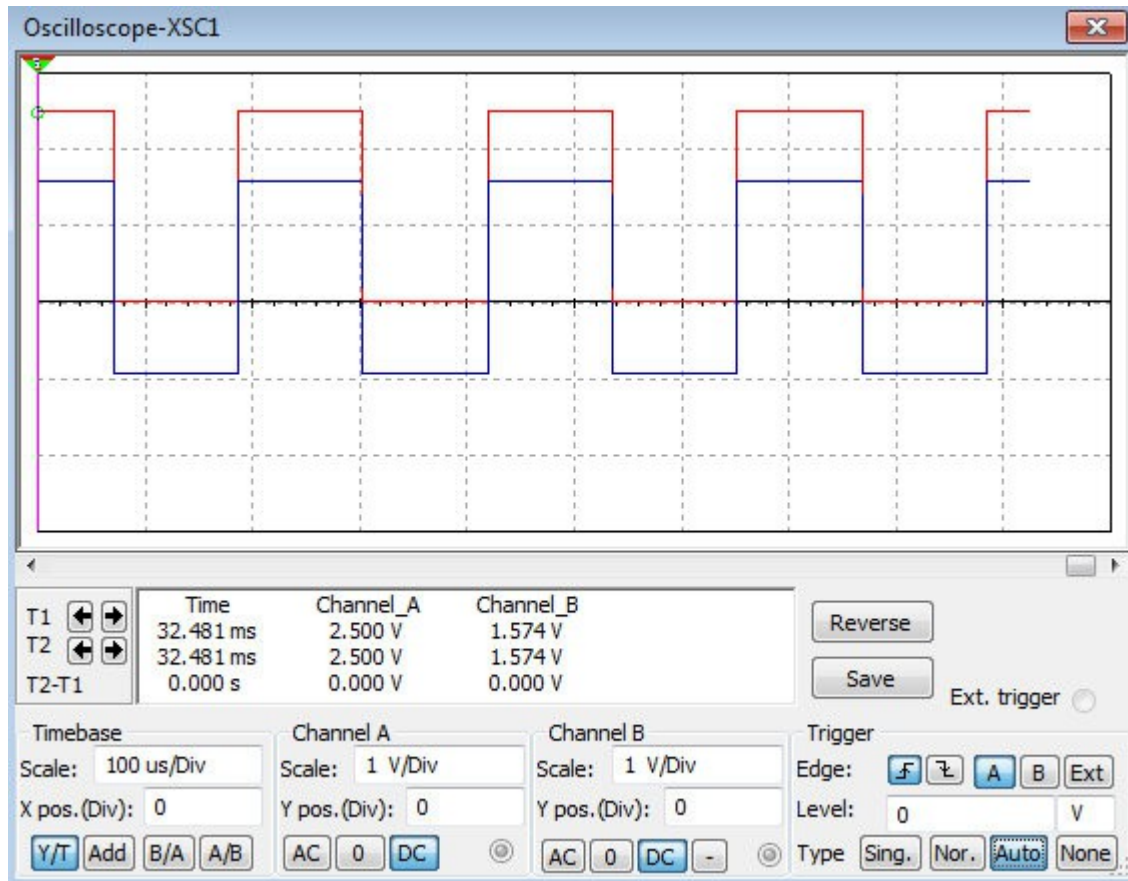 Oscilloscope-XSC1
T1
T2
T2-T1
Time Channel_A Channel_B
32.481 ms 2.500 V 1.574 V
32.481 ms 2.500 V 1.574 V
0.000 s 0.000 V 0.000 V
Reverse
Save
Ext. trigger
Timebase
Scale: 100 us/Div
X pos.(Div): 0
Y/T Add B/A A/B
Channel A
Scale: 1 V/Div
Y pos.(Div): 0
AC 0 DC
Channel B
Scale: 1 V/Div
Y pos.(Div): 0
AC 0 DC -
Trigger
Edge: A B Ext
Level: 0 V
Type Sing. Nor. Auto None